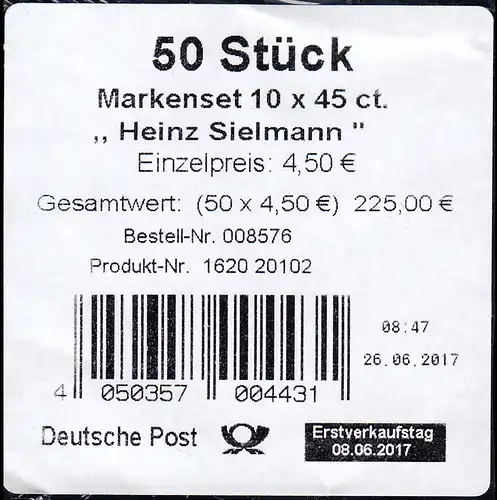 50 Stück
Markenset 10 x 45 ct.
,, Heinz Sielmann "
Einzelpreis: 4,50 €
Gesamtwert: (50 x 4,50 €) 225,00 €
Bestell-Nr. 008576
Produkt-Nr. 1620 20102
08:47
26.06.2017
4 050357 004431
Deutsche Post
Erstverkaufstag
08.06.2017